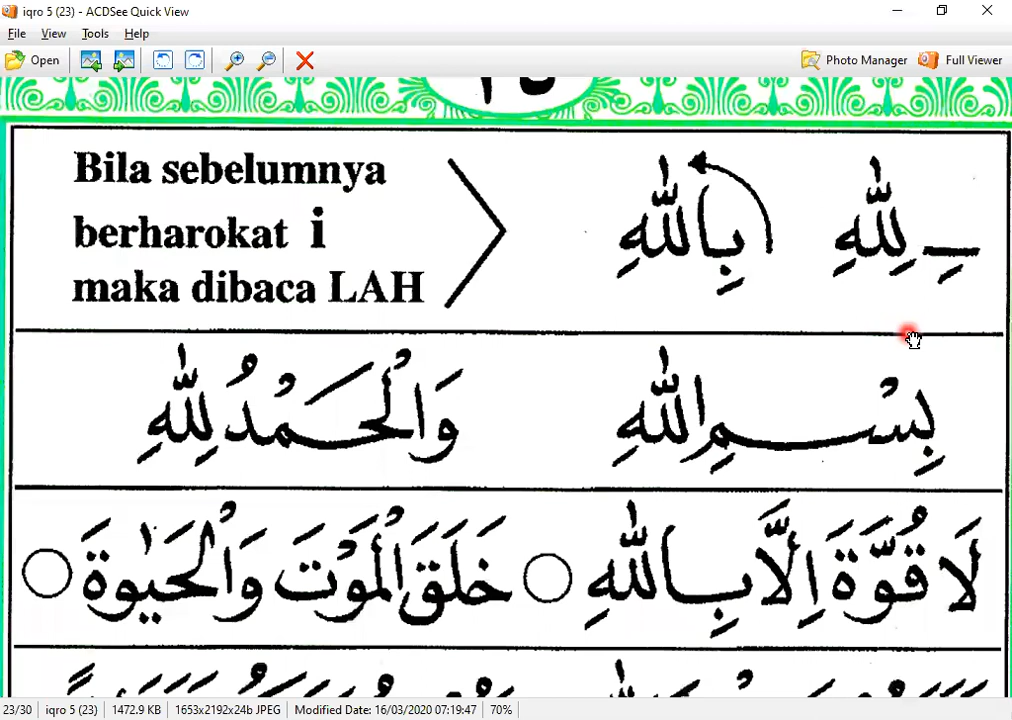 iqro 5 (23) - ACDSee Quick View
File View Tools Help
Open Photo Manager Full Viewer
Bila sebelumnya
berharokat i
maka dibaca LAH
ـِـ لِلّٰهِ بِاللّٰهِ
بِسْمِ اللّٰهِ وَالْحَمْدُ لِلّٰهِ
لَا قُوَّةَ اِلَّا بِاللّٰهِ ○ خَلَقَ الْمَوْتَ وَالْحَيٰوةَ ○
23/30 iqro 5 (23) 1472.9 KB 1653x2192x24b JPEG Modified Date: 16/03/2020 07:19:47 70%